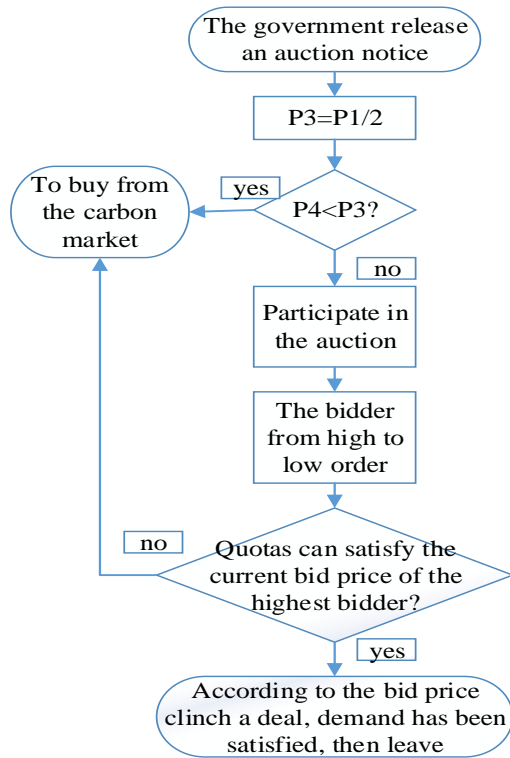 The government release
an auction notice
P3=P1/2
yes
To buy from
the carbon
market
P4<P3?
no
Participate in
the auction
The bidder
from high to
low order
no
Quotas can satisfy the
current bid price of the
highest bidder?
yes
According to the bid price
clinch a deal, demand has been
satisfied, then leave